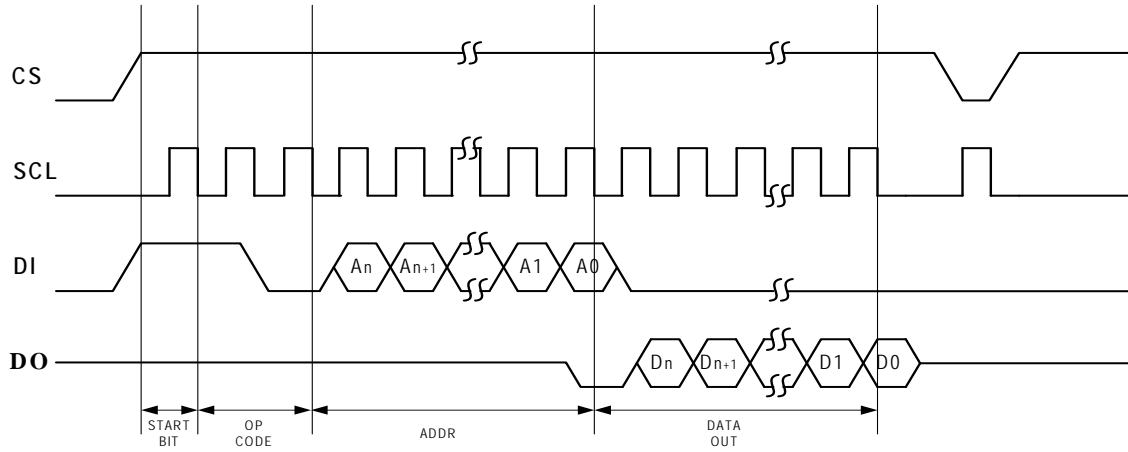 CS
SCL
DI
An
An+1
A1
A0
DO
Dn
Dn+1
D1
D0
START
BIT
OP
CODE
ADDR
DATA
OUT